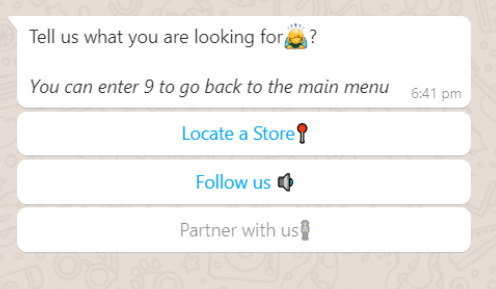 Tell us what you are looking for🙇?
You can enter 9 to go back to the main menu
6:41 pm
Locate a Store📍
Follow us 🔊
Partner with us